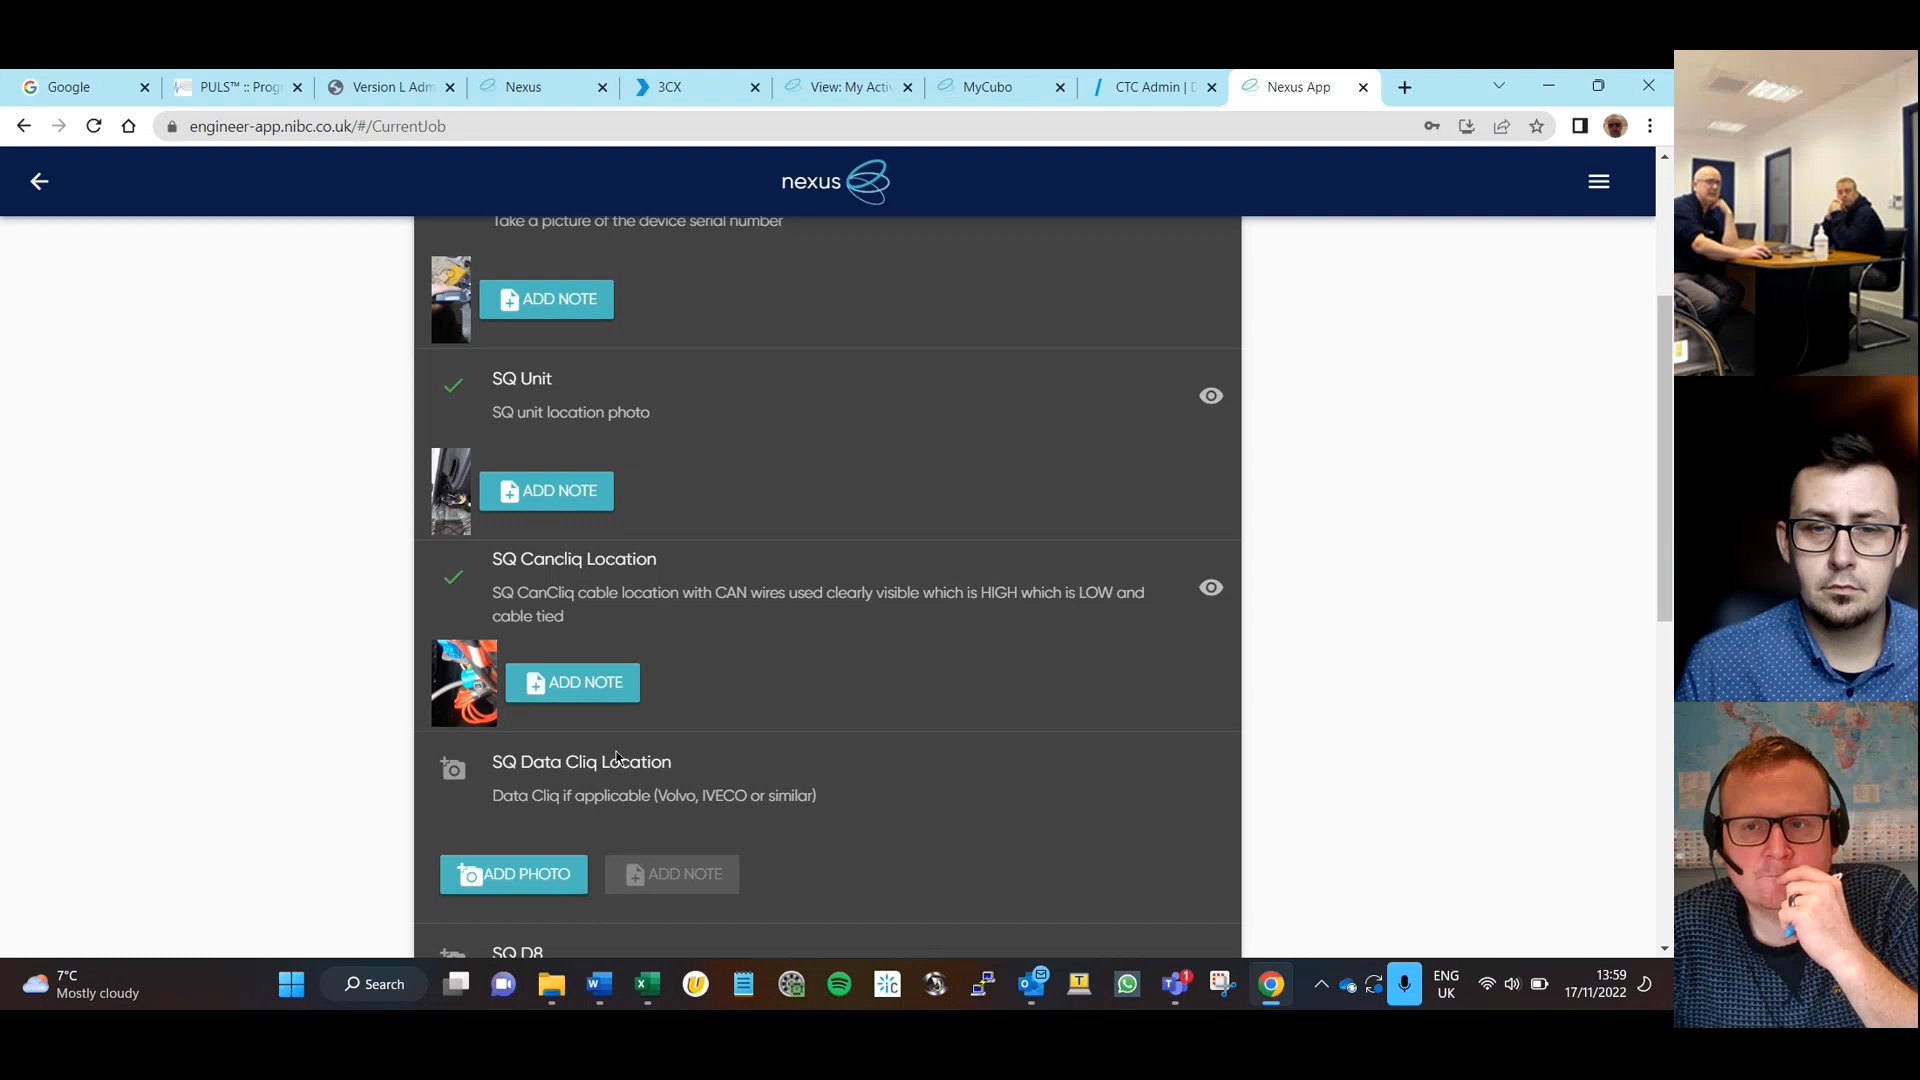 Google
PULS™ :: Prog
Version L Adm
Nexus
3CX
View: My Activ
MyCubo
CTC Admin | D
Nexus App
engineer-app.nibc.co.uk/#/CurrentJob
nexus
Take a picture of the device serial number
ADD NOTE
SQ Unit
SQ unit location photo
ADD NOTE
SQ Cancliq Location
SQ CanCliq cable location with CAN wires used clearly visible which is HIGH which is LOW and
cable tied
ADD NOTE
SQ Data Cliq Location
Data Cliq if applicable (Volvo, IVECO or similar)
ADD PHOTO
ADD NOTE
SQ D8
7°C
Mostly cloudy
Search
ENG
UK
13:59
17/11/2022